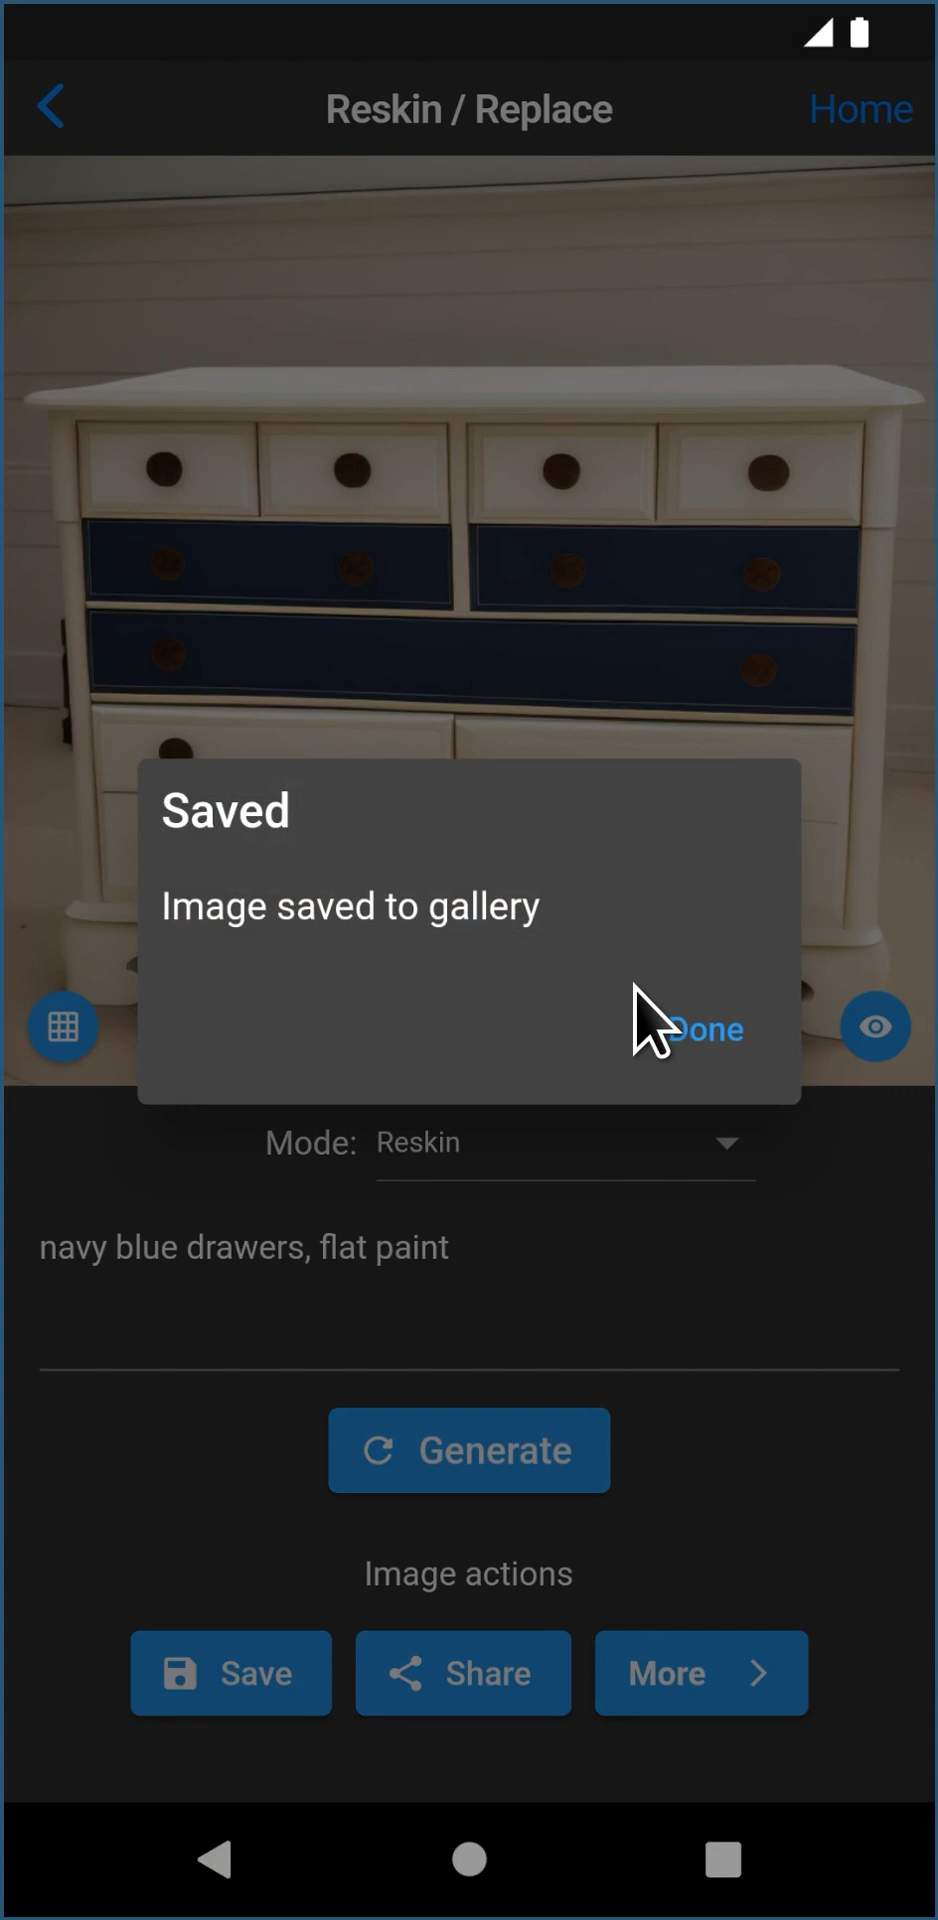 Reskin / Replace
Home
Saved
Image saved to gallery
Done
Mode: Reskin
navy blue drawers, flat paint
Generate
Image actions
Save
Share
More